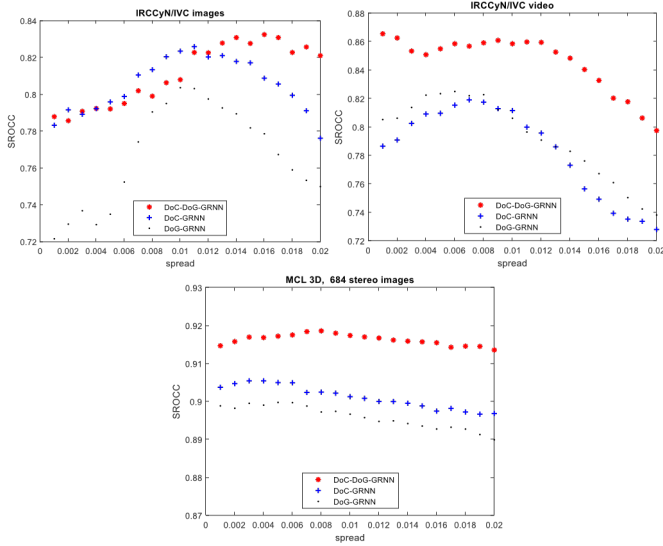 IRCCyN/IVC images
0.84
0.82
0.8
0.78
0.76
0.74
0.72
SROCC
0 0.002 0.004 0.006 0.008 0.01 0.012 0.014 0.016 0.018 0.02
spread
DoC-DoG-GRNN
DoC-GRNN
DoG-GRNN
IRCCyN/IVC video
0.88
0.86
0.84
0.82
0.8
0.78
0.76
0.74
0.72
SROCC
0 0.002 0.004 0.006 0.008 0.01 0.012 0.014 0.016 0.018 0.02
spread
DoC-DoG-GRNN
DoC-GRNN
DoG-GRNN
MCL 3D, 684 stereo images
0.93
0.92
0.91
0.9
0.89
0.88
0.87
SROCC
0 0.002 0.004 0.006 0.008 0.01 0.012 0.014 0.016 0.018 0.02
spread
DoC-DoG-GRNN
DoC-GRNN
DoG-GRNN